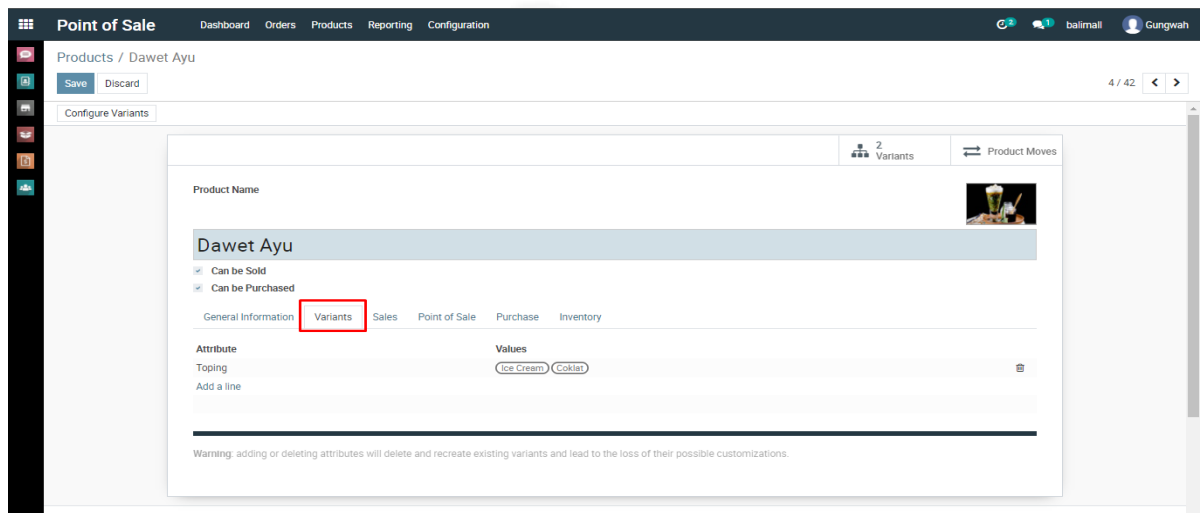 Point of Sale Dashboard Orders Products Reporting Configuration 2 1 balimall Gungwah
Products / Dawet Ayu
Save Discard 4 / 42
Configure Variants
2 Variants Product Moves
Product Name
Dawet Ayu
Can be Sold
Can be Purchased
General Information Variants Sales Point of Sale Purchase Inventory
Attribute Values
Toping Ice Cream Coklat
Add a line
Warning: adding or deleting attributes will delete and recreate existing variants and lead to the loss of their possible customizations.